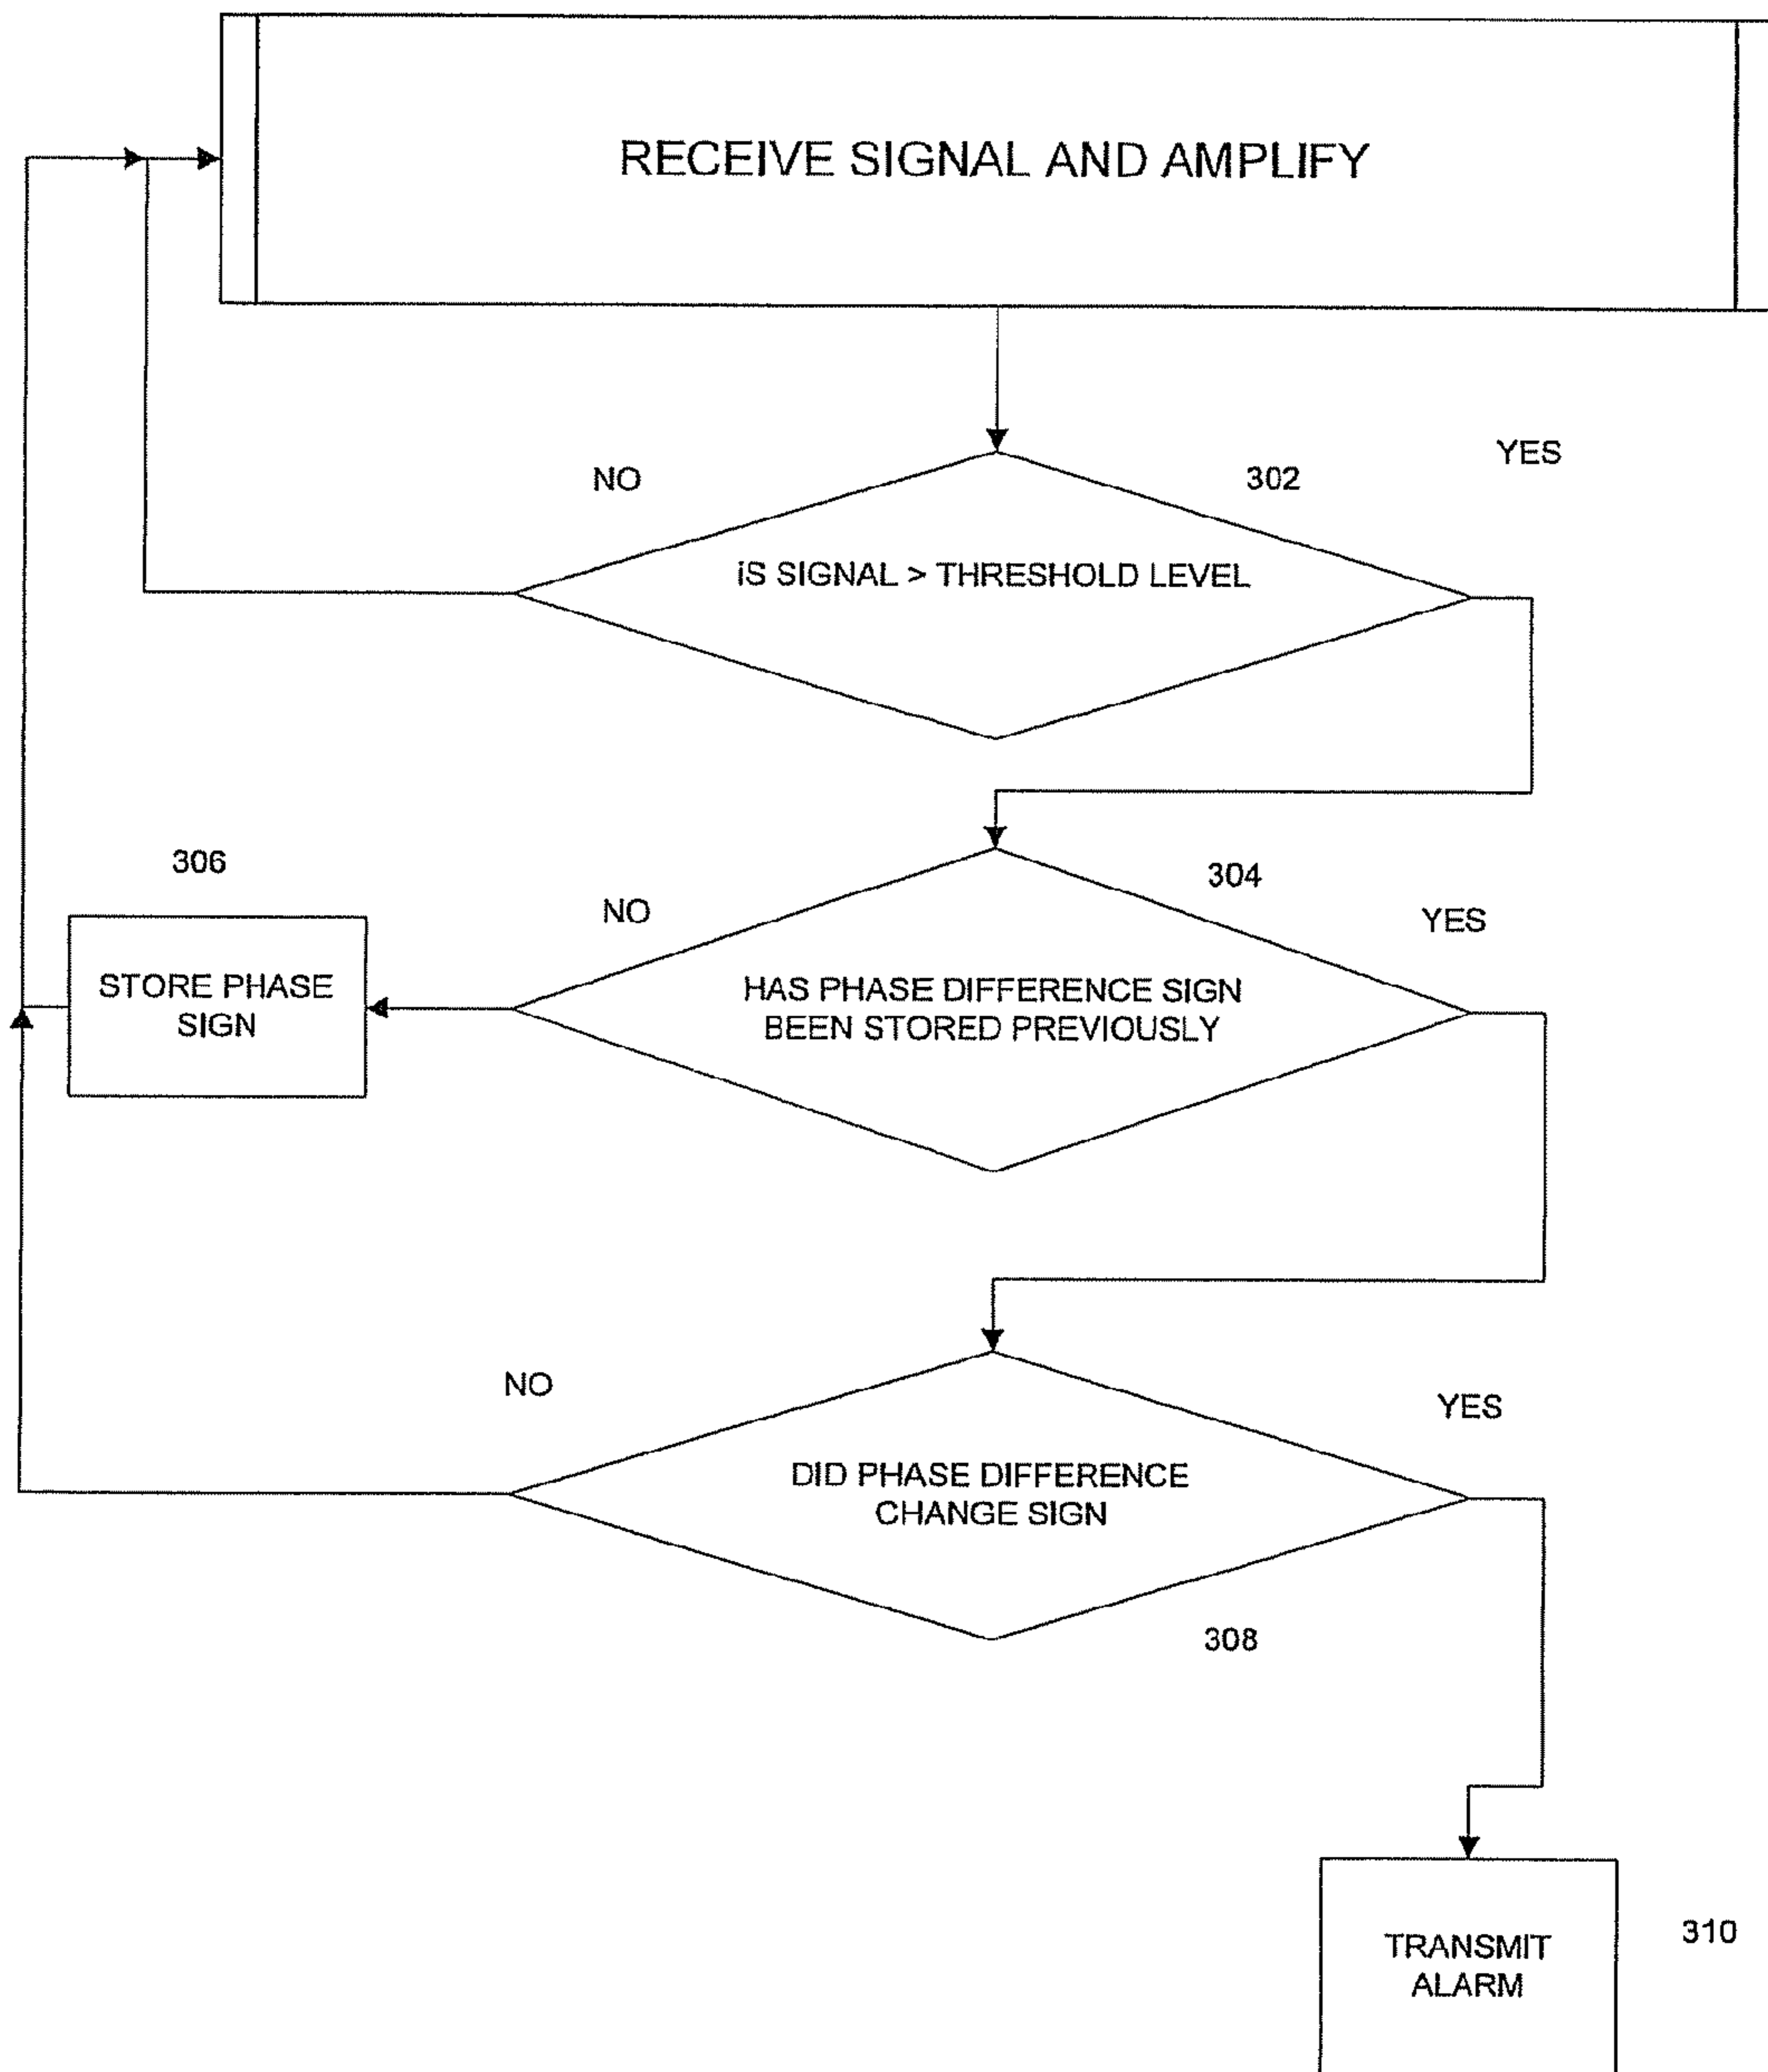 RECEIVE SIGNAL AND AMPLIFY
YES
NO
302
iS SIGNAL > THRESHOLD LEVEL
306
304
NO
YES
STORE PHASE
SIGN
HAS PHASE DIFFERENCE SIGN
BEEN STORED PREVIOUSLY
NO
YES
DID PHASE DIFFERENCE
CHANGE SIGN
308
310
TRANSMIT
ALARM